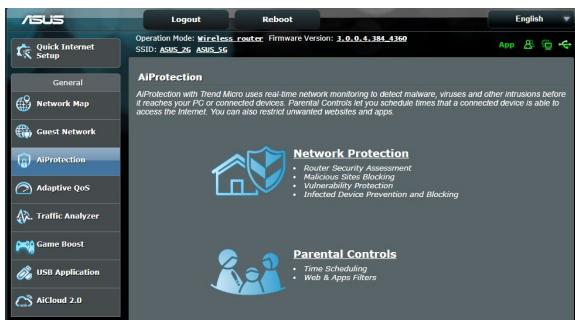 ASUS
Logout
Reboot
English
Quick Internet
Setup
Operation Mode: Wireless router Firmware Version: 3.0.0.4.384_4360
SSID: ASUS_2G ASUS_5G
App
General
Network Map
Guest Network
AiProtection
Adaptive QoS
Traffic Analyzer
Game Boost
USB Application
AiCloud 2.0
AiProtection
AiProtection with Trend Micro uses real-time network monitoring to detect malware, viruses and other intrusions before
it reaches your PC or connected devices. Parental Controls let you schedule times that a connected device is able to
access the Internet. You can also restrict unwanted websites and apps.
Network Protection
• Router Security Assessment
• Malicious Sites Blocking
• Vulnerability Protection
• Infected Device Prevention and Blocking
Parental Controls
• Time Scheduling
• Web & Apps Filters